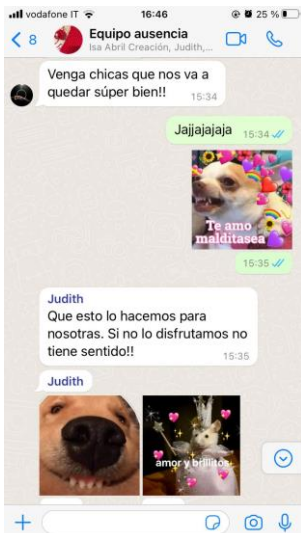 vodafone IT
16:46
25 %
8
Equipo ausencia
Isa Abril Creación, Judith,...
Venga chicas que nos va a
quedar súper bien!!
15:34
Jajjajajaja
15:34
Te amo
malditasea
15:35
Judith
Que esto lo hacemos para
nosotras. Si no lo disfrutamos no
tiene sentido!!
15:35
Judith
amor y brillitos